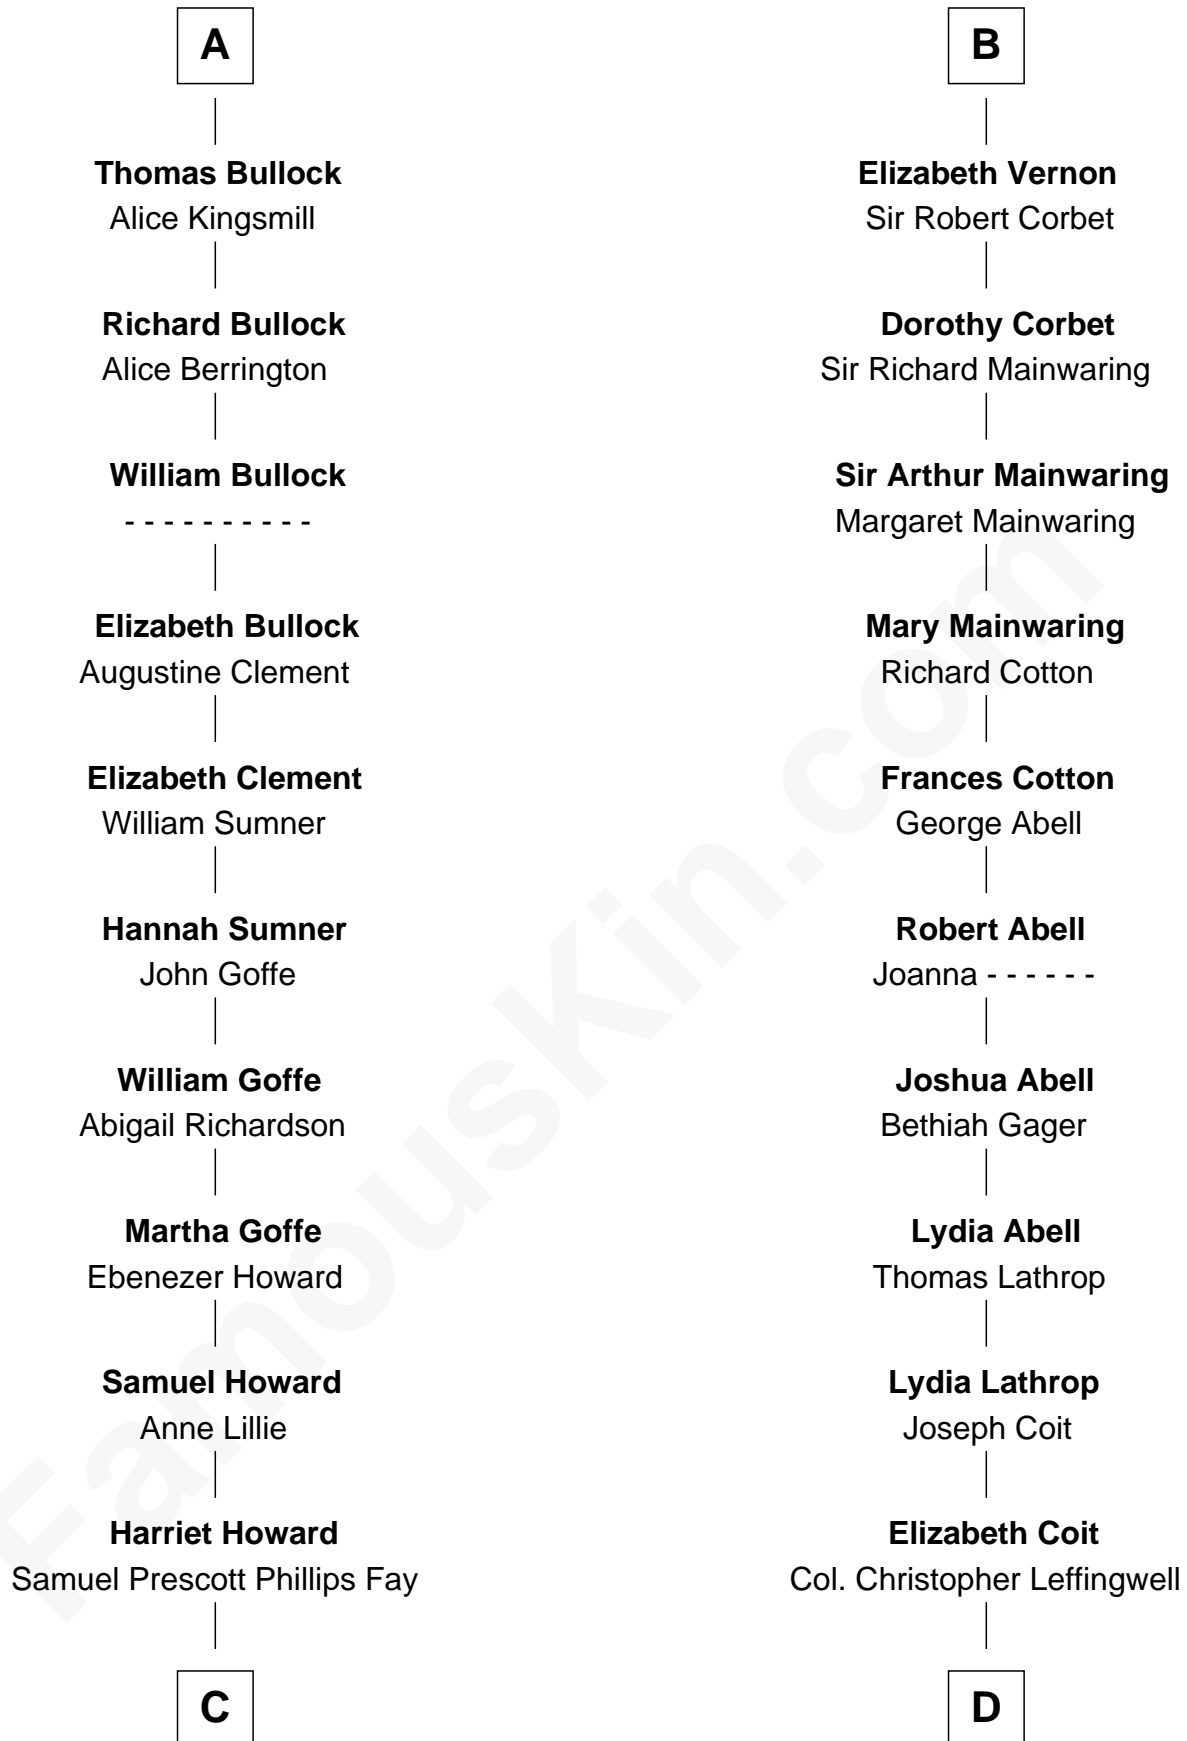 A
Thomas Bullock
Alice Kingsmill
Richard Bullock
Alice Berrington
William Bullock
- - - - - - - - - -
Elizabeth Bullock
Augustine Clement
Elizabeth Clement
William Sumner
Hannah Sumner
John Goffe
William Goffe
Abigail Richardson
Martha Goffe
Ebenezer Howard
Samuel Howard
Anne Lillie
Harriet Howard
Samuel Prescott Phillips Fay
C
B
Elizabeth Vernon
Sir Robert Corbet
Dorothy Corbet
Sir Richard Mainwaring
Sir Arthur Mainwaring
Margaret Mainwaring
Mary Mainwaring
Richard Cotton
Frances Cotton
George Abell
Robert Abell
Joanna - - - - - -
Joshua Abell
Bethiah Gager
Lydia Abell
Thomas Lathrop
Lydia Lathrop
Joseph Coit
Elizabeth Coit
Col. Christopher Leffingwell
D
FamousKin.com